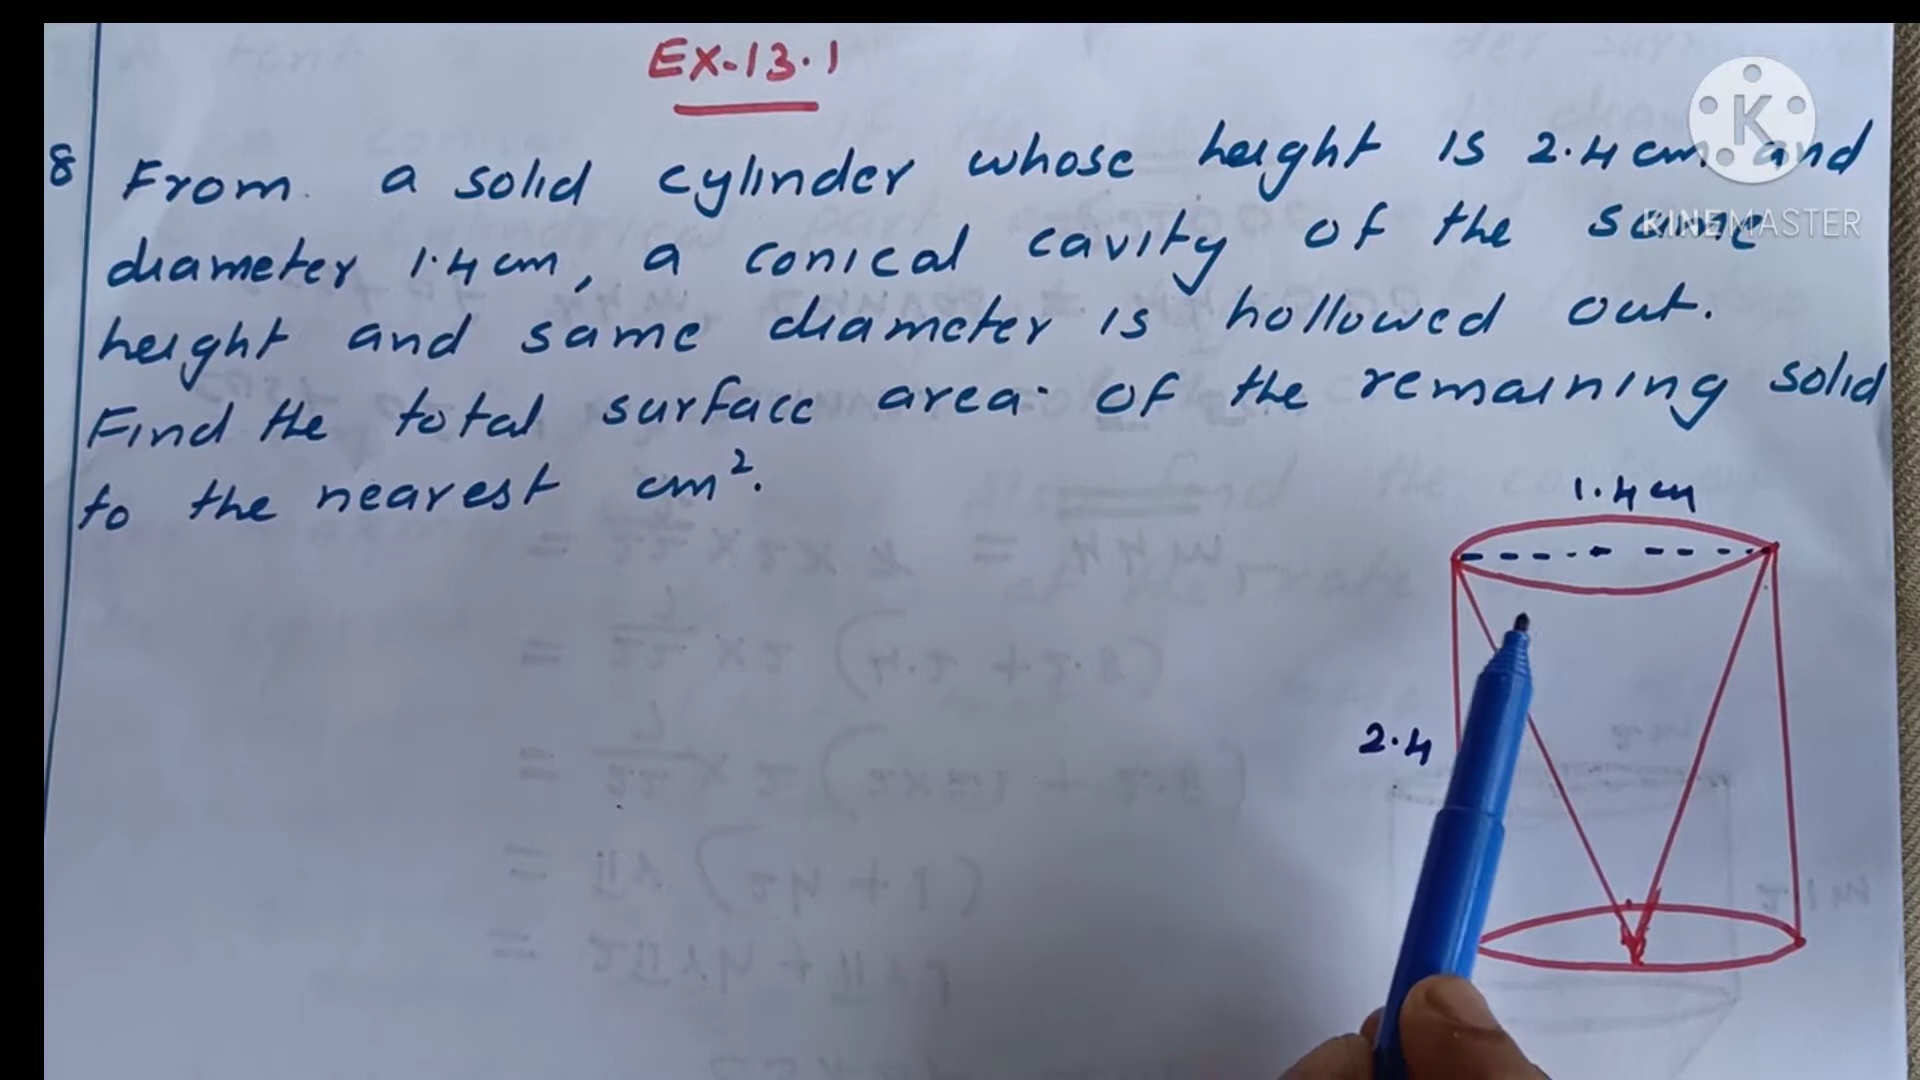 Ex-13.1
8 From a solid cylinder whose height is 2.4 cm and
diameter 1.4 cm, a conical cavity of the same
height and same diameter is hollowed out.
Find the total surface area of the remaining solid
to the nearest cm².
1.4 cm
2.4
K
KINEMASTER